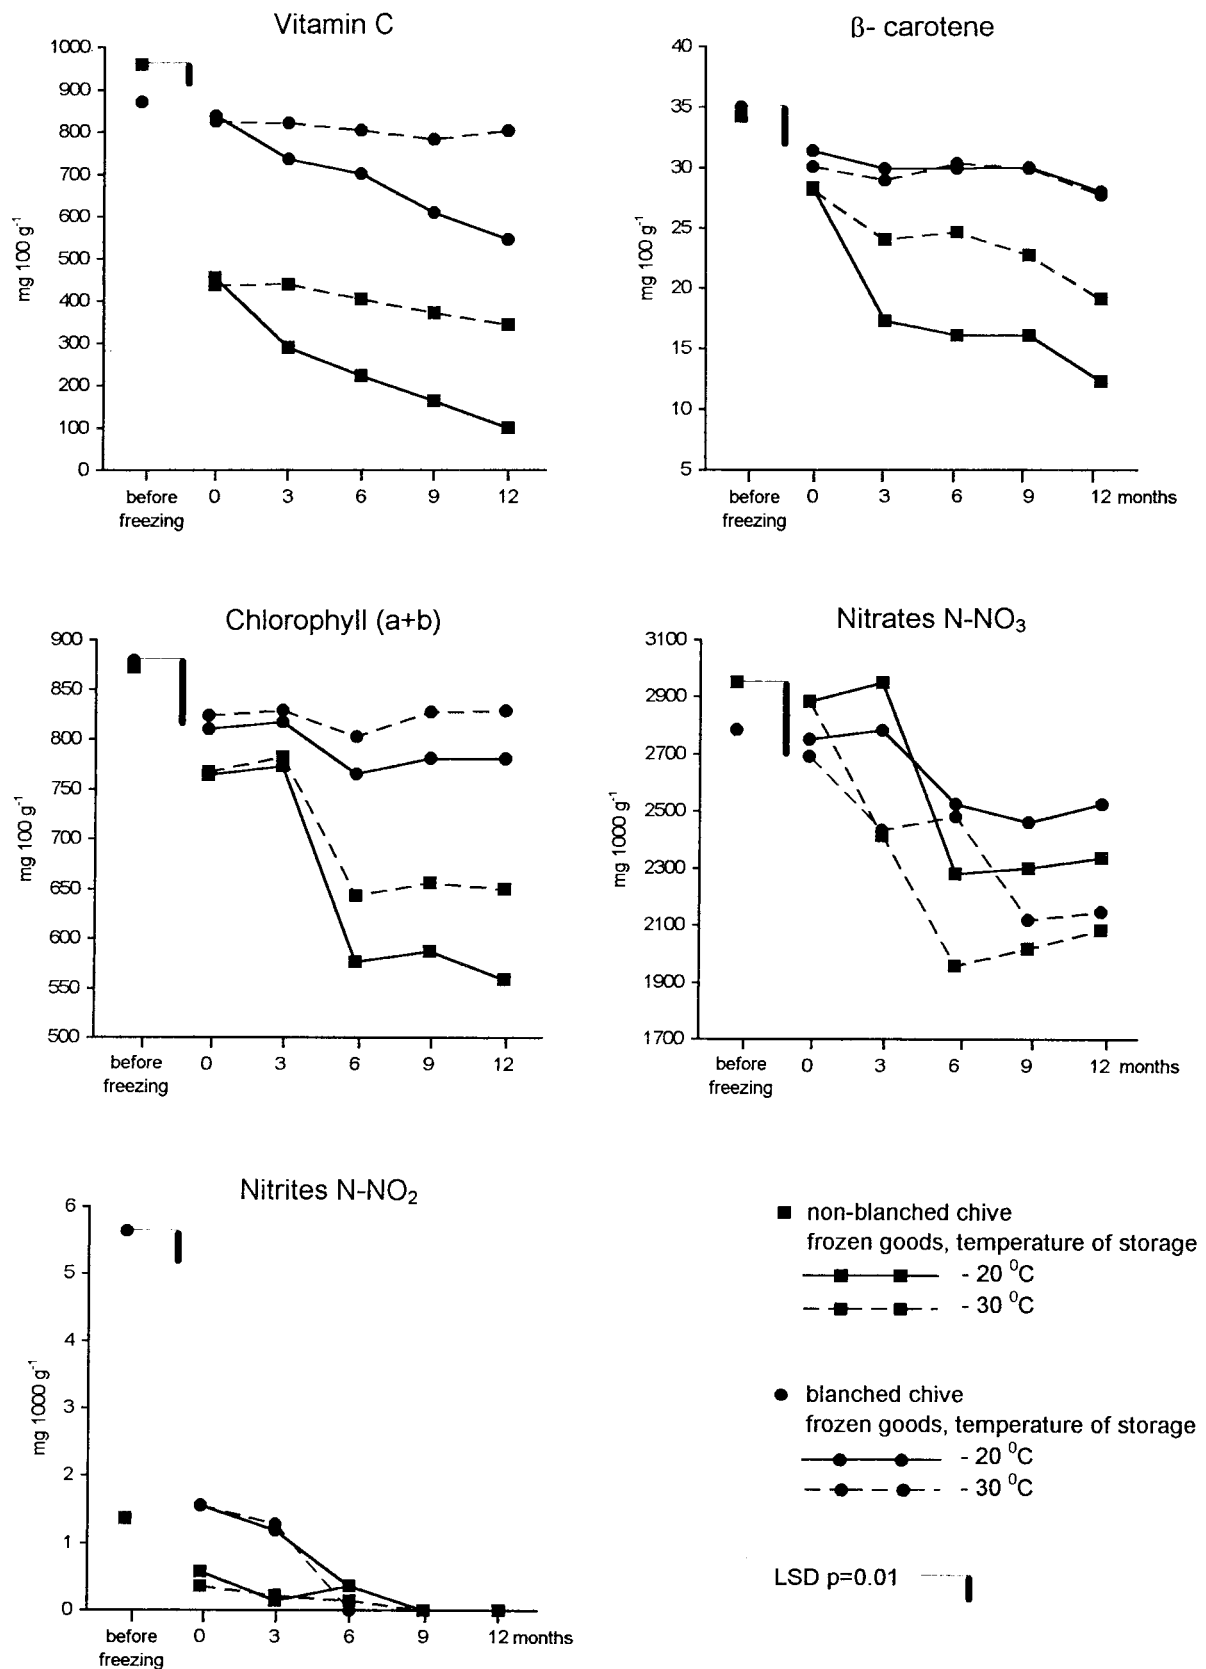 Vitamin C
1000
900
800
700
600
500
400
300
200
100
0
mg 100 g⁻¹
before
freezing
0 3 6 9 12
β- carotene
40
35
30
25
20
15
10
5
mg 100 g⁻¹
before
freezing
0 3 6 9 12 months
Chlorophyll (a+b)
900
850
800
750
700
650
600
550
500
mg 100 g⁻¹
before
freezing
0 3 6 9 12
Nitrates N-NO₃
3100
2900
2700
2500
2300
2100
1900
1700
mg 1000 g⁻¹
before
freezing
0 3 6 9 12 months
Nitrites N-NO₂
6
5
4
3
2
1
0
mg 1000 g⁻¹
before
freezing
0 3 6 9 12 months
non-blanched chive
frozen goods, temperature of storage
- 20 ⁰C
- 30 ⁰C
blanched chive
frozen goods, temperature of storage
- 20 ⁰C
- 30 ⁰C
LSD p=0.01